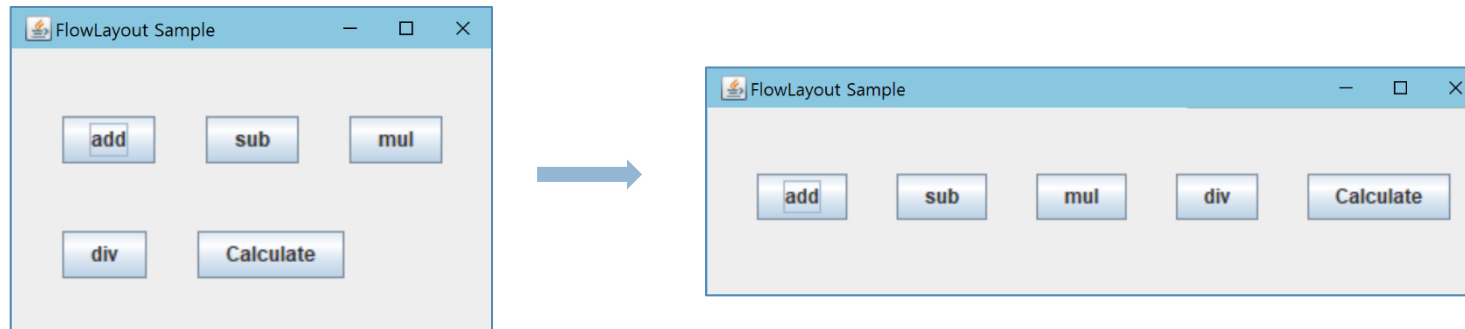 FlowLayout Sample
add sub mul
div Calculate
FlowLayout Sample
add sub mul div Calculate